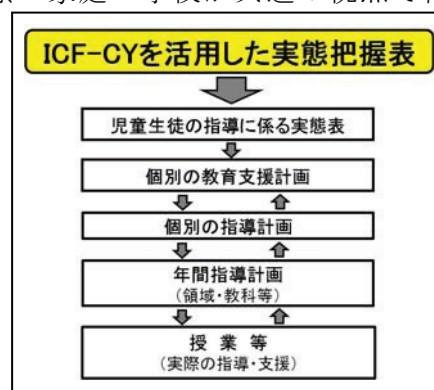 ICF-CYを活用した実態把握表
児童生徒の指導に係る実態表
個別の教育支援計画
個別の指導計画
年間指導計画
(領域・教科等)
授 業 等
(実際の指導・支援)